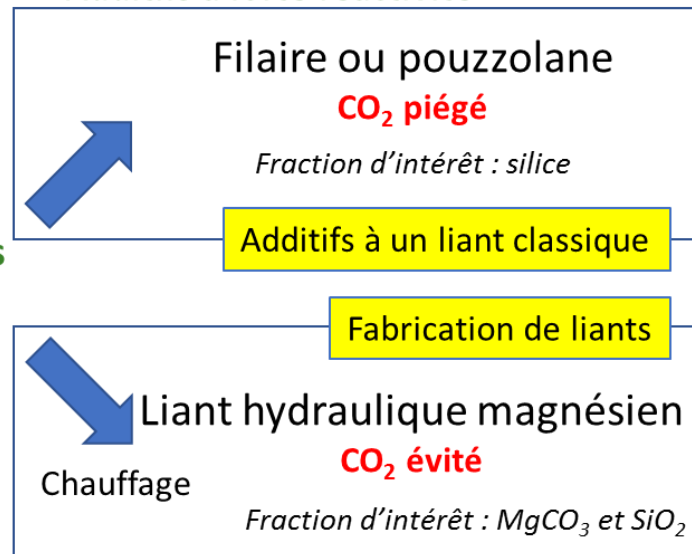 Filaire ou pouzzolane
CO₂ piégé
Fraction d'intérêt : silice
Additifs à un liant classique
s
Fabrication de liants
Liant hydraulique magnésien
CO₂ évité
Chauffage
Fraction d'intérêt : MgCO₃ et SiO₂